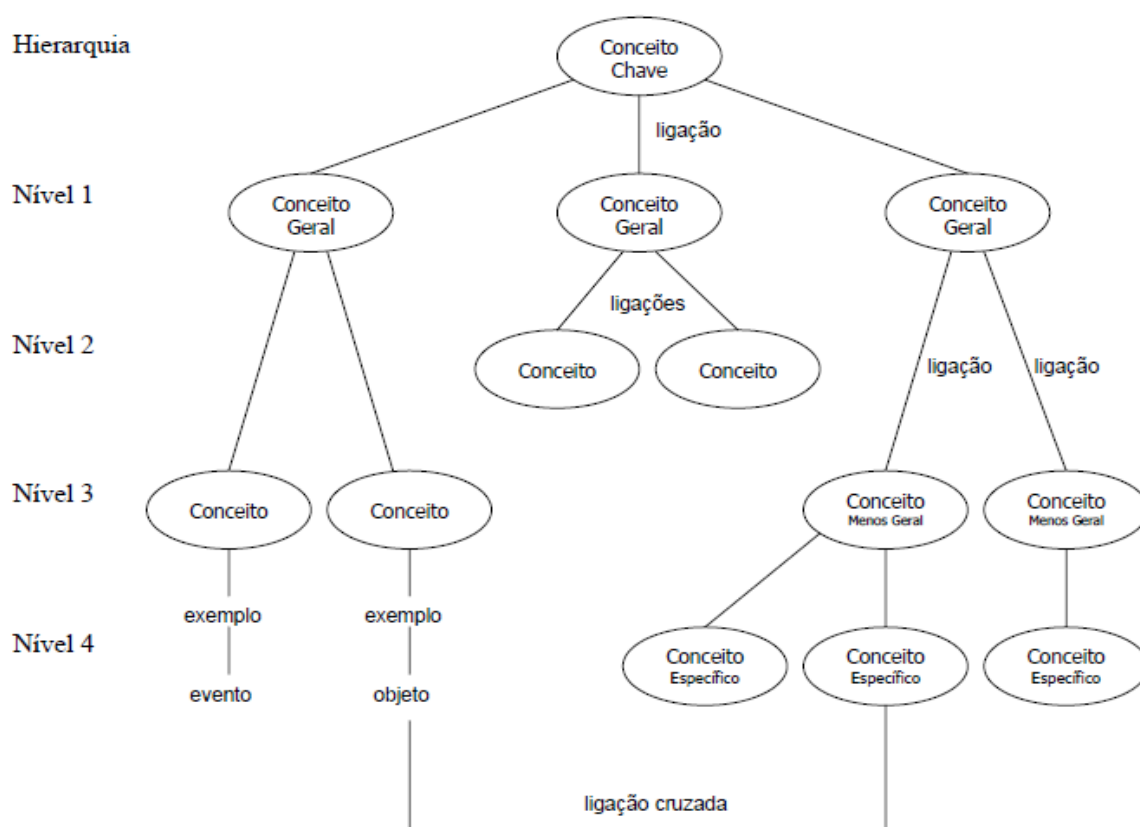 Hierarquia
Conceito
Chave
ligação
Nível 1
Conceito
Geral
Conceito
Geral
Conceito
Geral
ligações
Nível 2
Conceito
Conceito
ligação
ligação
Nível 3
Conceito
Conceito
Conceito
Menos Geral
Conceito
Menos Geral
exemplo
exemplo
Nível 4
Conceito
Específico
Conceito
Específico
Conceito
Específico
evento
objeto
ligação cruzada